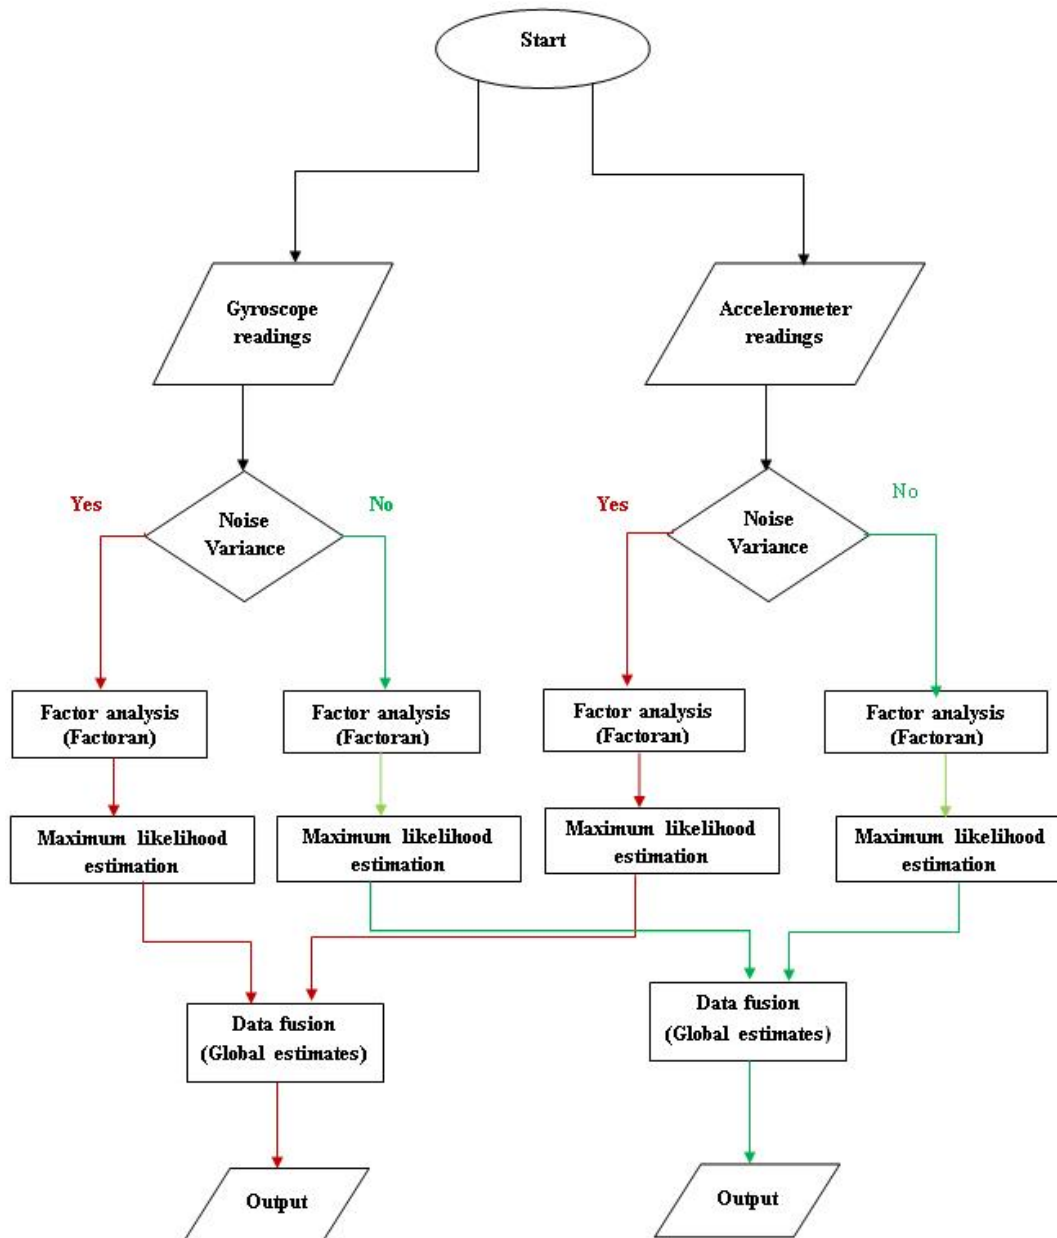 Start
Gyroscope
readings
Accelerometer
readings
Yes
Noise
Variance
No
Yes
Noise
Variance
No
Factor analysis
(Factoran)
Factor analysis
(Factoran)
Factor analysis
(Factoran)
Factor analysis
(Factoran)
Maximum likelihood
estimation
Maximum likelihood
estimation
Maximum likelihood
estimation
Maximum likelihood
estimation
Data fusion
(Global estimates)
Data fusion
(Global estimates)
Output
Output